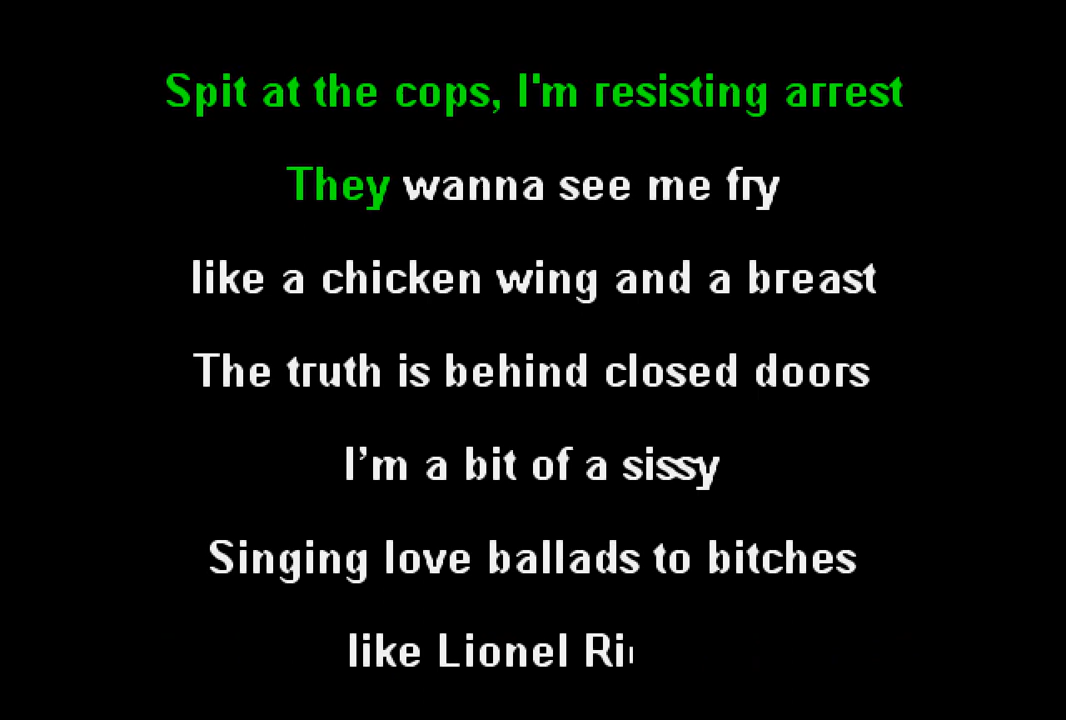 Spit at the cops, I'm resisting arrest
They wanna see me fry
like a chicken wing and a breast
The truth is behind closed doors
I’m a bit of a sissy
Singing love ballads to bitches
like Lionel